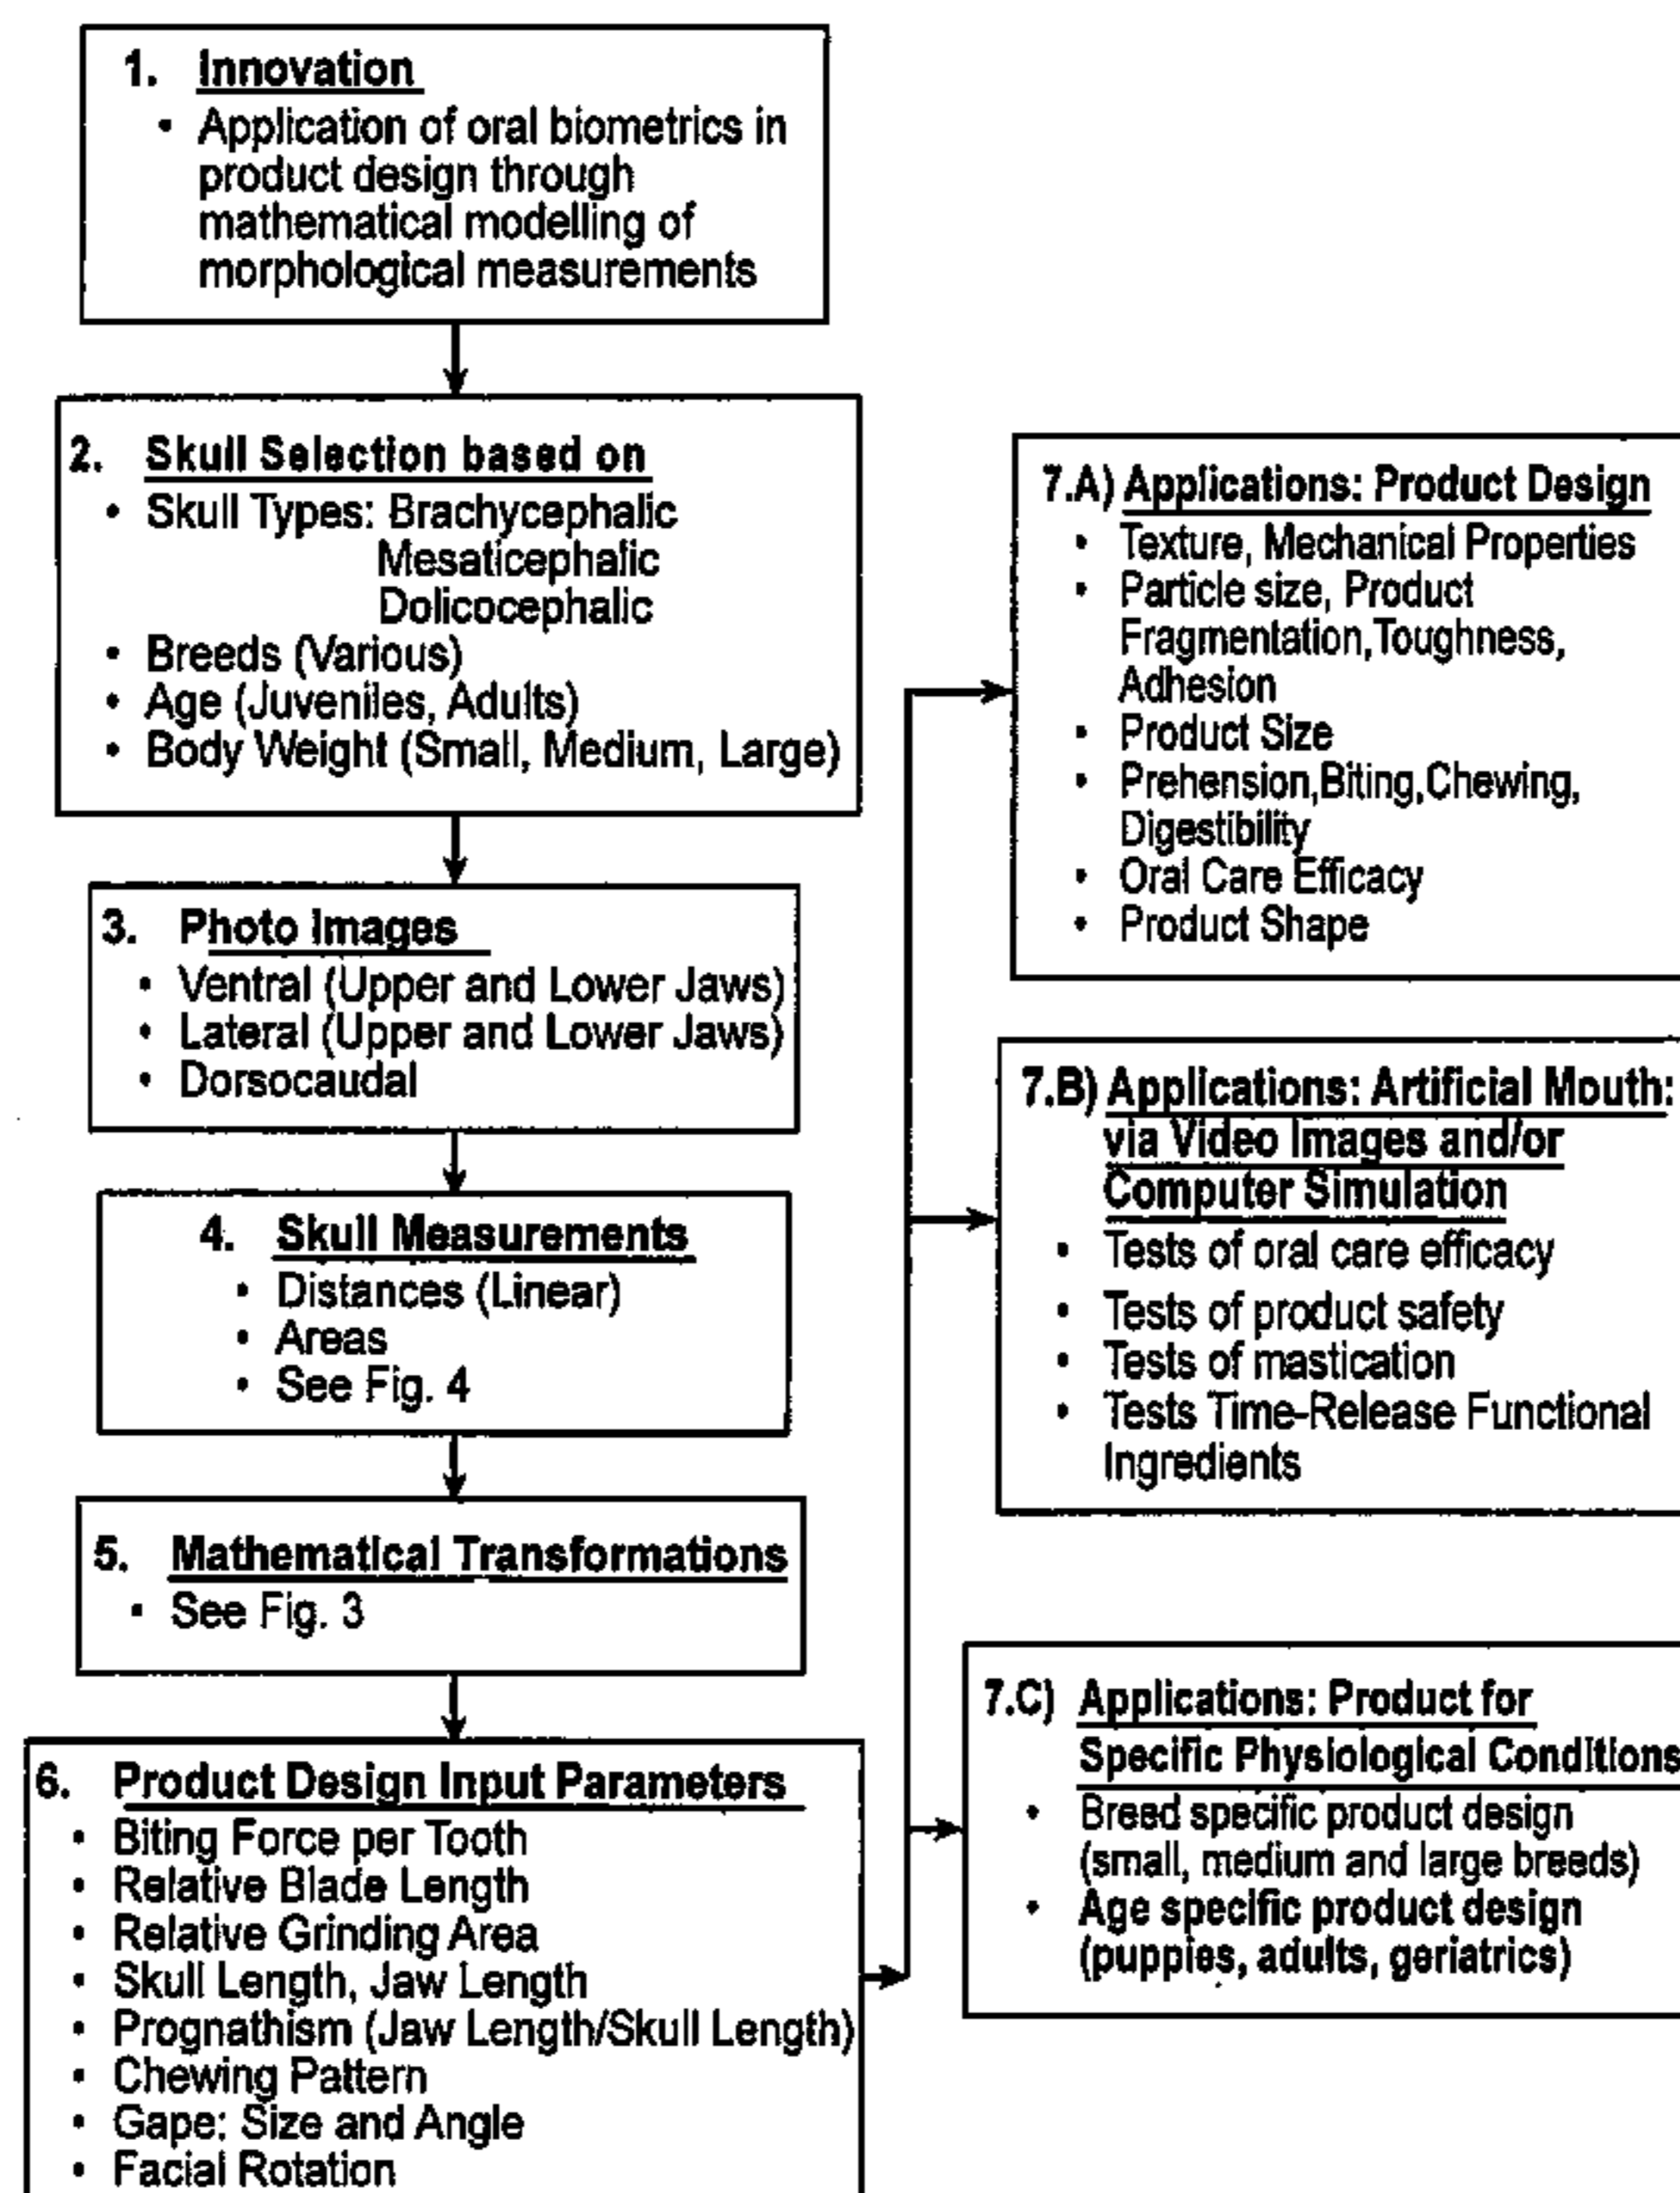 1. Innovation
• Application of oral biometrics in
product design through
mathematical modelling of
morphological measurements
2. Skull Selection based on
• Skull Types: Brachycephalic
Mesaticephalic
Dolicocephalic
• Breeds (Various)
• Age (Juveniles, Adults)
• Body Weight (Small, Medium, Large)
3. Photo Images
• Ventral (Upper and Lower Jaws)
• Lateral (Upper and Lower Jaws)
• Dorsocaudal
4. Skull Measurements
• Distances (Linear)
• Areas
• See Fig. 4
5. Mathematical Transformations
• See Fig. 3
6. Product Design Input Parameters
• Biting Force per Tooth
• Relative Blade Length
• Relative Grinding Area
• Skull Length, Jaw Length
• Prognathism (Jaw Length/Skull Length)
• Chewing Pattern
• Gape: Size and Angle
• Facial Rotation
7.A) Applications: Product Design
• Texture, Mechanical Properties
• Particle size, Product
Fragmentation,Toughness,
Adhesion
• Product Size
• Prehension,Biting,Chewing,
Digestibility
• Oral Care Efficacy
• Product Shape
7.B) Applications: Artificial Mouth:
via Video Images and/or
Computer Simulation
• Tests of oral care efficacy
• Tests of product safety
• Tests of mastication
• Tests Time-Release Functional
Ingredients
7.C) Applications: Product for
Specific Physiological Conditions
• Breed specific product design
(small, medium and large breeds)
• Age specific product design
(puppies, adults, geriatrics)